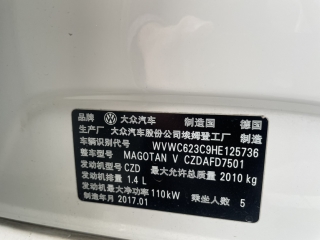 大众汽车 制造国 德国
生产厂 大众汽车股份公司埃姆登工厂
车辆识别代号 WVWC623C9HE125736
整车型号 MAGOTAN V CZDAFD7501
发动机型号 CZD 最大允许总质量 2010 kg
发动机排量 1.4 L
发动机最大净功率 110kW 乘坐人数 5
制造年月 2017.01